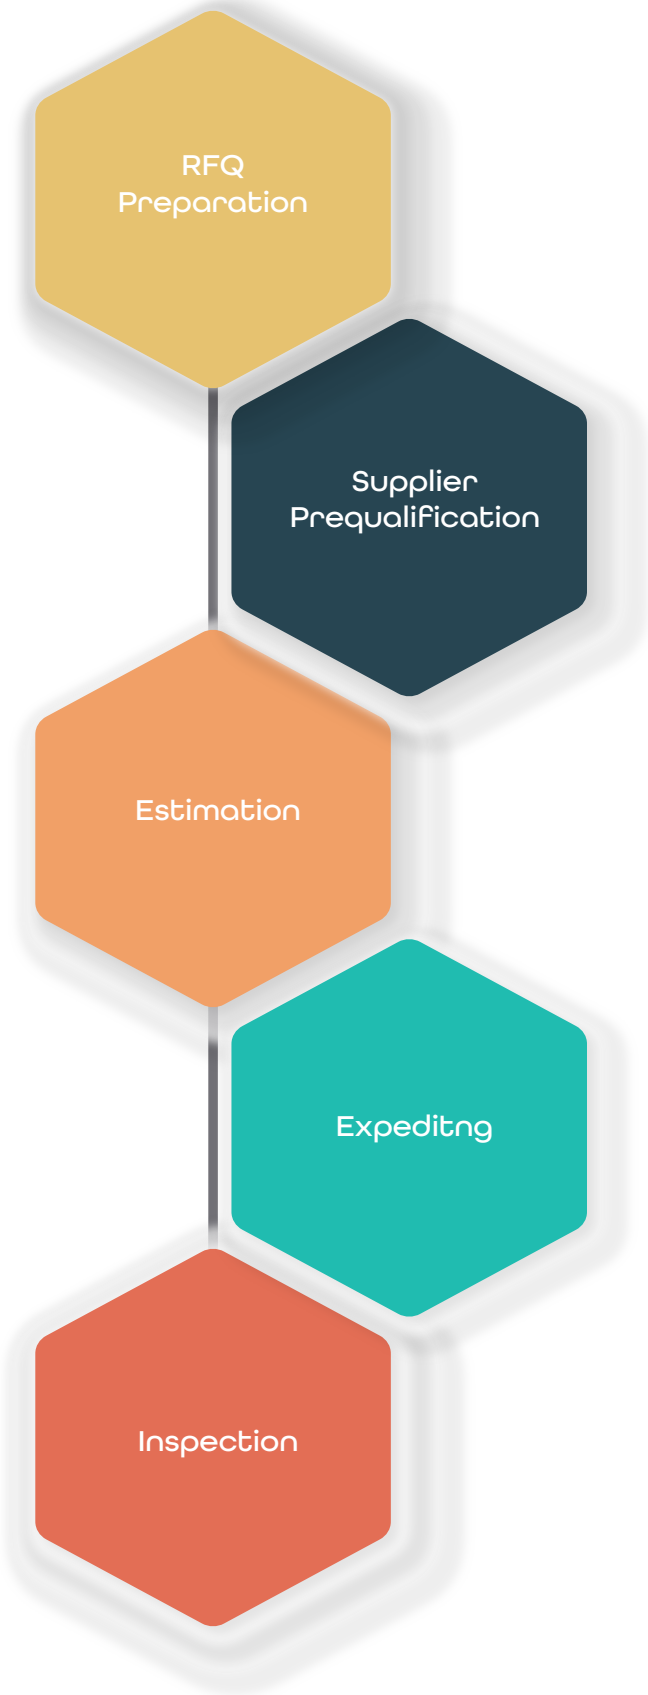 RFQ
Preparation
Supplier
Prequalification
Estimation
Expeditng
Inspection